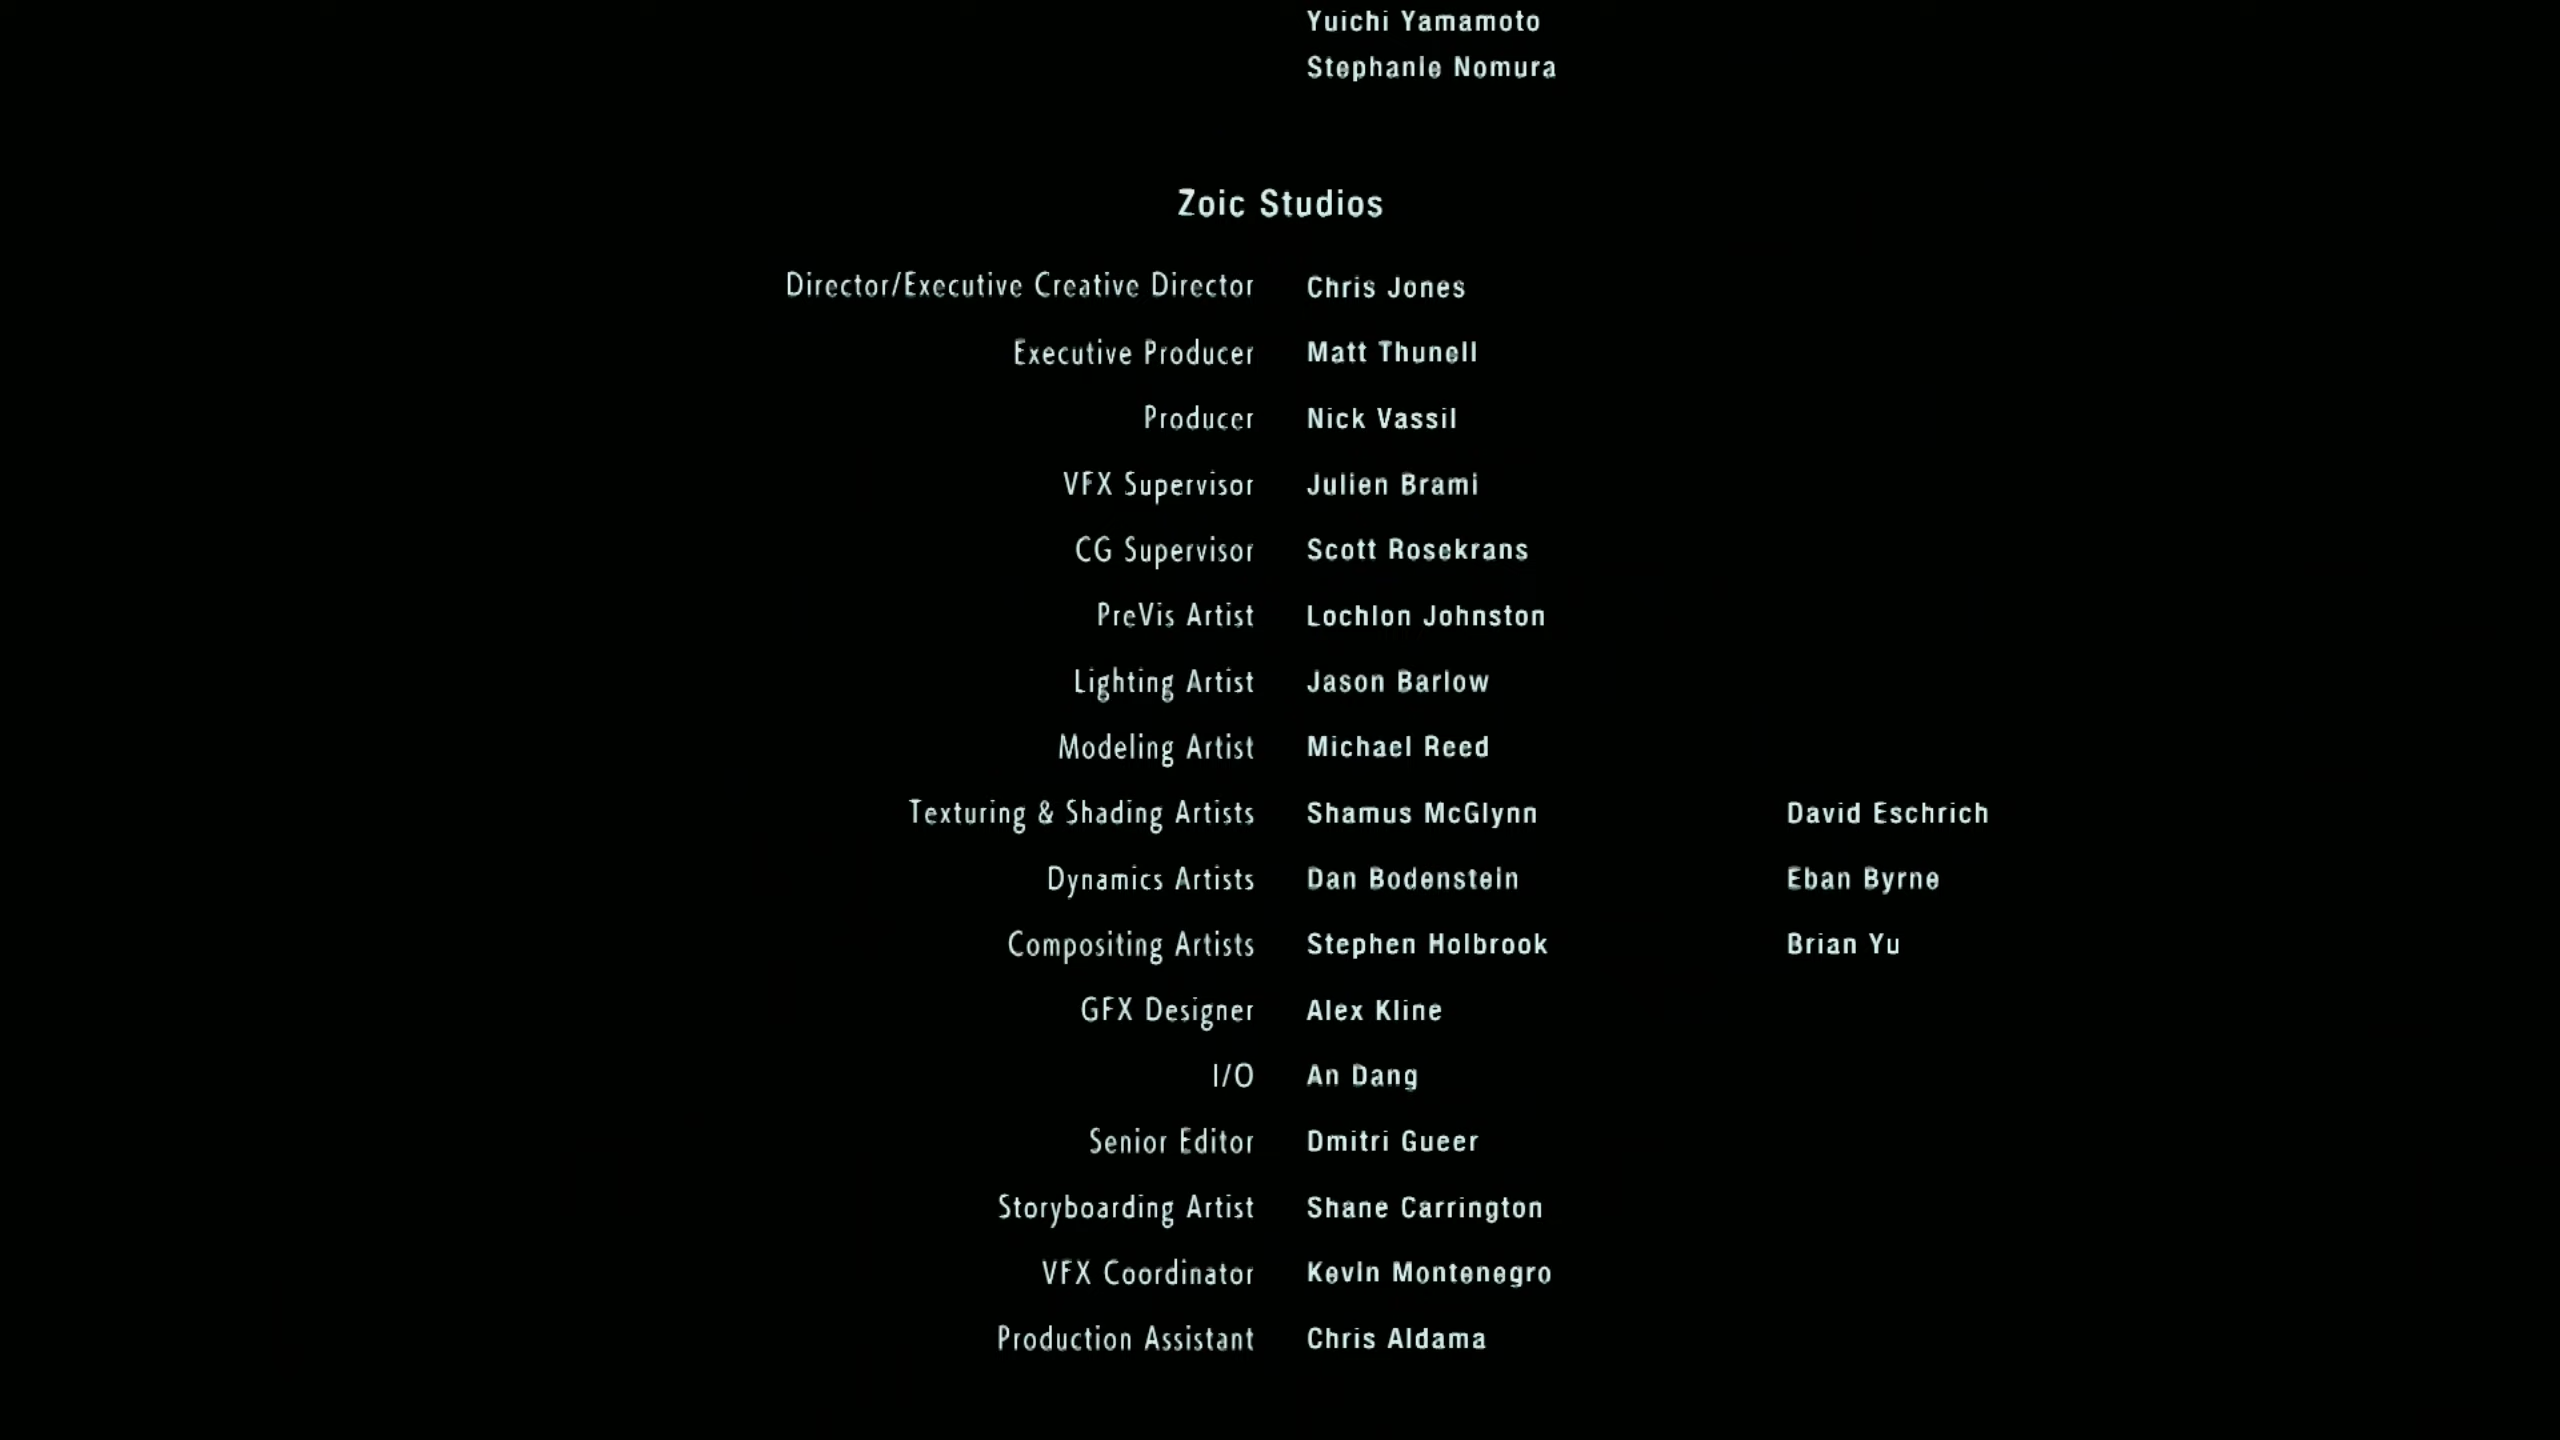 Yuichi Yamamoto
Stephanie Nomura
Zoic Studios
Director/Executive Creative Director Chris Jones
Executive Producer Matt Thunell
Producer Nick Vassil
VFX Supervisor Julien Brami
CG Supervisor Scott Rosekrans
PreVis Artist Lochlon Johnston
Lighting Artist Jason Barlow
Modeling Artist Michael Reed
Texturing & Shading Artists Shamus McGlynn David Eschrich
Dynamics Artists Dan Bodenstein Eban Byrne
Compositing Artists Stephen Holbrook Brian Yu
GFX Designer Alex Kline
I/O An Dang
Senior Editor Dmitri Gueer
Storyboarding Artist Shane Carrington
VFX Coordinator Kevin Montenegro
Production Assistant Chris Aldama